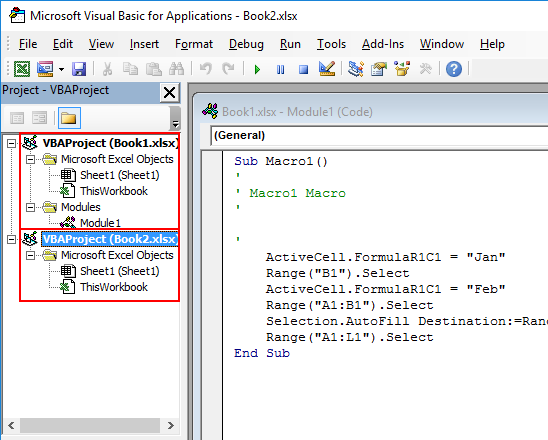 Microsoft Visual Basic for Applications - Book2.xlsx
File Edit View Insert Format Debug Run Tools Add-Ins Window Help
Project - VBAProject
VBAProject (Book1.xlsx)
Microsoft Excel Objects
Sheet1 (Sheet1)
ThisWorkbook
Modules
Module1
VBAProject (Book2.xlsx)
Microsoft Excel Objects
Sheet1 (Sheet1)
ThisWorkbook
Book1.xlsx - Module1 (Code)
(General)
Sub Macro1()
'
' Macro1 Macro
'
'
ActiveCell.FormulaR1C1 = "Jan"
Range("B1").Select
ActiveCell.FormulaR1C1 = "Feb"
Range("A1:B1").Select
Selection.AutoFill Destination:=Ran
Range("A1:L1").Select
End Sub